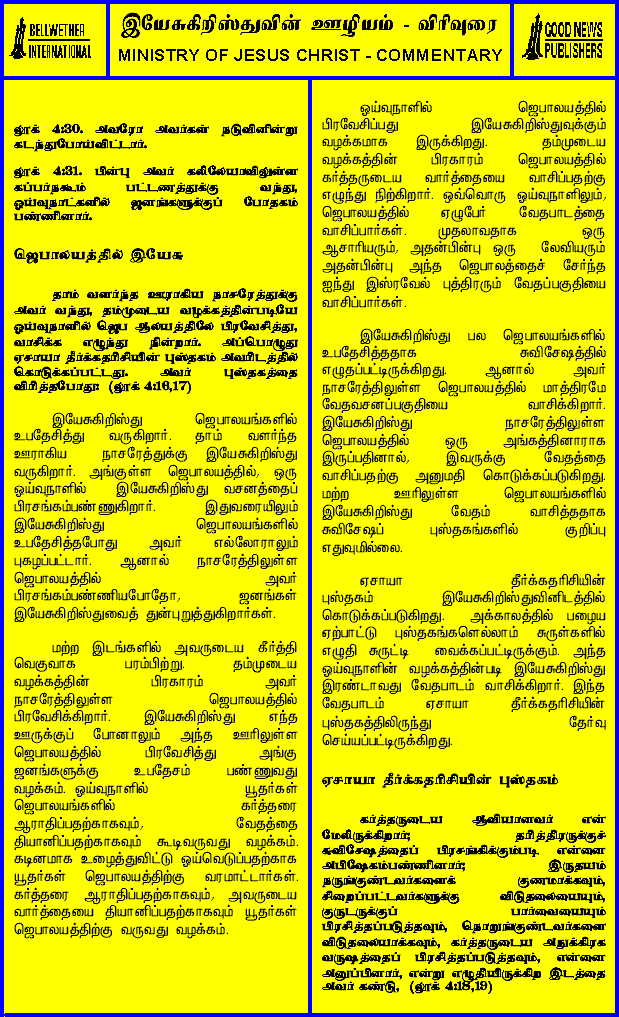 BELLWETHER
INTERNATIONAL
இயேசுகிறிஸ்துவின் ஊழியம் - விரிவுரை
MINISTRY OF JESUS CHRIST - COMMENTARY
GOOD NEWS
PUBLISHERS
லூக் 4:30. அவரோ அவர்கள் நடுவினின்று
கடந்துபோய்விட்டார்.
லூக் 4:31. பின்பு அவர் கலிலேயாவிலுள்ள
கப்பர்நகூம் பட்டணத்துக்கு வந்து,
ஓய்வுநாட்களில் ஜனங்களுக்குப் போதகம்
பண்ணினார்.
ஜெபாலயத்தில் இயேசு
தாம் வளர்ந்த ஊராகிய நாசரேத்துக்கு
அவர் வந்து, தம்முடைய வழக்கத்தின்படியே
ஓய்வுநாளில் ஜெப ஆலயத்திலே பிரவேசித்து,
வாசிக்க எழுந்து நின்றார். அப்பொழுது
ஏசாயா தீர்க்கதரிசியின் புஸ்தகம் அவரிடத்தில்
கொடுக்கப்பட்டது. அவர் புஸ்தகத்தை
விரித்தபோது: (லூக் 4:16,17)
இயேசுகிறிஸ்து ஜெபாலயங்களில்
உபதேசித்து வருகிறார். தாம் வளர்ந்த
ஊராகிய நாசரேத்துக்கு இயேசுகிறிஸ்து
வருகிறார். அங்குள்ள ஜெபாலயத்தில், ஒரு
ஓய்வுநாளில் இயேசுகிறிஸ்து வசனத்தைப்
பிரசங்கம்பண்ணுகிறார். இதுவரையிலும்
இயேசுகிறிஸ்து ஜெபாலயங்களில்
உபதேசித்தபோது அவர் எல்லோராலும்
புகழப்பட்டார். ஆனால் நாசரேத்திலுள்ள
ஜெபாலயத்தில் அவர்
பிரசங்கம்பண்ணியபோதோ, ஜனங்கள்
இயேசுகிறிஸ்துவைத் துன்புறுத்துகிறார்கள்.
மற்ற இடங்களில் அவருடைய கீர்த்தி
வெகுவாக பரம்பிற்று. தம்முடைய
வழக்கத்தின் பிரகாரம் அவர்
நாசரேத்திலுள்ள ஜெபாலயத்தில்
பிரவேசிக்கிறார். இயேசுகிறிஸ்து எந்த
ஊருக்குப் போனாலும் அந்த ஊரிலுள்ள
ஜெபாலயத்தில் பிரவேசித்து அங்கு
ஜனங்களுக்கு உபதேசம் பண்ணுவது
வழக்கம். ஒய்வுநாளில் யூதர்கள்
ஜெபாலயங்களில் கர்த்தரை
ஆராதிப்பதற்காகவும், வேதத்தை
தியானிப்பதற்காகவும் கூடிவருவது வழக்கம்.
கடினமாக உழைத்துவிட்டு ஒய்வெடுப்பதற்காக
யூதர்கள் ஜெபாலயத்திற்கு வரமாட்டார்கள்.
கர்த்தரை ஆராதிப்பதற்காகவும், அவருடைய
வார்த்தையை தியானிப்பதற்காகவும் யூதர்கள்
ஜெபாலயத்திற்கு வருவது வழக்கம்.
ஓய்வுநாளில் ஜெபாலயத்தில்
பிரவேசிப்பது இயேசுகிறிஸ்துவுக்கும்
வழக்கமாக இருக்கிறது. தம்முடைய
வழக்கத்தின் பிரகாரம் ஜெபாலயத்தில்
கர்த்தருடைய வார்த்தையை வாசிப்பதற்கு
எழுந்து நிற்கிறார். ஒவ்வொரு ஓய்வுநாளிலும்,
ஜெபாலயத்தில் ஏழுபேர் வேதபாடத்தை
வாசிப்பார்கள். முதலாவதாக ஒரு
ஆசாரியரும், அதன்பின்பு ஒரு லேவியரும்
அதன்பின்பு அந்த ஜெபாலத்தைச் சேர்ந்த
ஐந்து இஸ்ரவேல் புத்திரரும் வேதப்பகுதியை
வாசிப்பார்கள்.
இயேசுகிறிஸ்து பல ஜெபாலயங்களில்
உபதேசித்ததாக சுவிசேஷத்தில்
எழுதப்பட்டிருக்கிறது. ஆனால் அவர்
நாசரேத்திலுள்ள ஜெபாலயத்தில் மாத்திரமே
வேதவசனப்பகுதியை வாசிக்கிறார்.
இயேசுகிறிஸ்து நாசரேத்திலுள்ள
ஜெபாலயத்தில் ஒரு அங்கத்தினாராக
இருப்பதினால், இவருக்கு வேதத்தை
வாசிப்பதற்கு அனுமதி கொடுக்கப்படுகிறது.
மற்ற ஊரிலுள்ள ஜெபாலயங்களில்
இயேசுகிறிஸ்து வேதம் வாசித்ததாக
சுவிசேஷப் புஸ்தகங்களில் குறிப்பு
எதுவுமில்லை.
ஏசாயா தீர்க்கதரிசியின்
புஸ்தகம் இயேசுகிறிஸ்துவினிடத்தில்
கொடுக்கப்படுகிறது. அக்காலத்தில் பழைய
ஏற்பாட்டு புஸ்தகங்களெல்லாம் சுருள்களில்
எழுதி சுருட்டி வைக்கப்பட்டிருக்கும். அந்த
ஓய்வுநாளின் வழக்கத்தின்படி இயேசுகிறிஸ்து
இரண்டாவது வேதபாடம் வாசிக்கிறார். இந்த
வேதபாடம் ஏசாயா தீர்க்கதரிசியின்
புஸ்தகத்திலிருந்து தேர்வு
செய்யப்பட்டிருக்கிறது.
ஏசாயா தீர்க்கதரிசியின் புஸ்தகம்
கர்த்தருடைய ஆவியானவர் என்
மேலிருக்கிறார்; தரித்திரருக்குச்
சுவிசேஷத்தைப் பிரசங்கிக்கும்படி என்னை
அபிஷேகம்பண்ணினார்; இருதயம்
நருங்குண்டவர்களைக் குணமாக்கவும்,
சிறைப்பட்டவர்களுக்கு விடுதலையையும்,
குருடருக்குப் பார்வையையும்
பிரசித்தப்படுத்தவும், நொறுங்குண்டவர்களை
விடுதலையாக்கவும், கர்த்தருடைய அநுக்கிரக
வருஷத்தைப் பிரசித்தப்படுத்தவும், என்னை
அனுப்பினார், என்று எழுதியிருக்கிற இடத்தை
அவர் கண்டு, (லூக் 4:18,19)